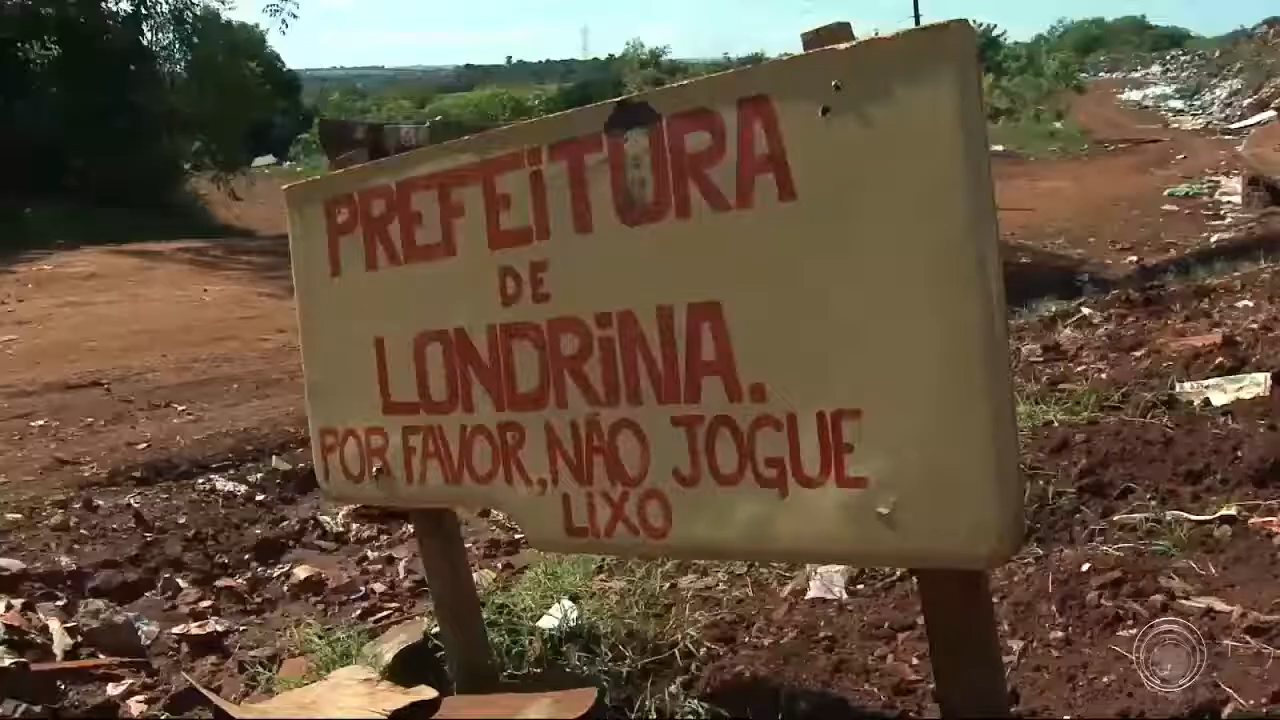 PREFEITURA
DE
LONDRINA.
POR FAVOR, NÃO JOGUE
LIXO